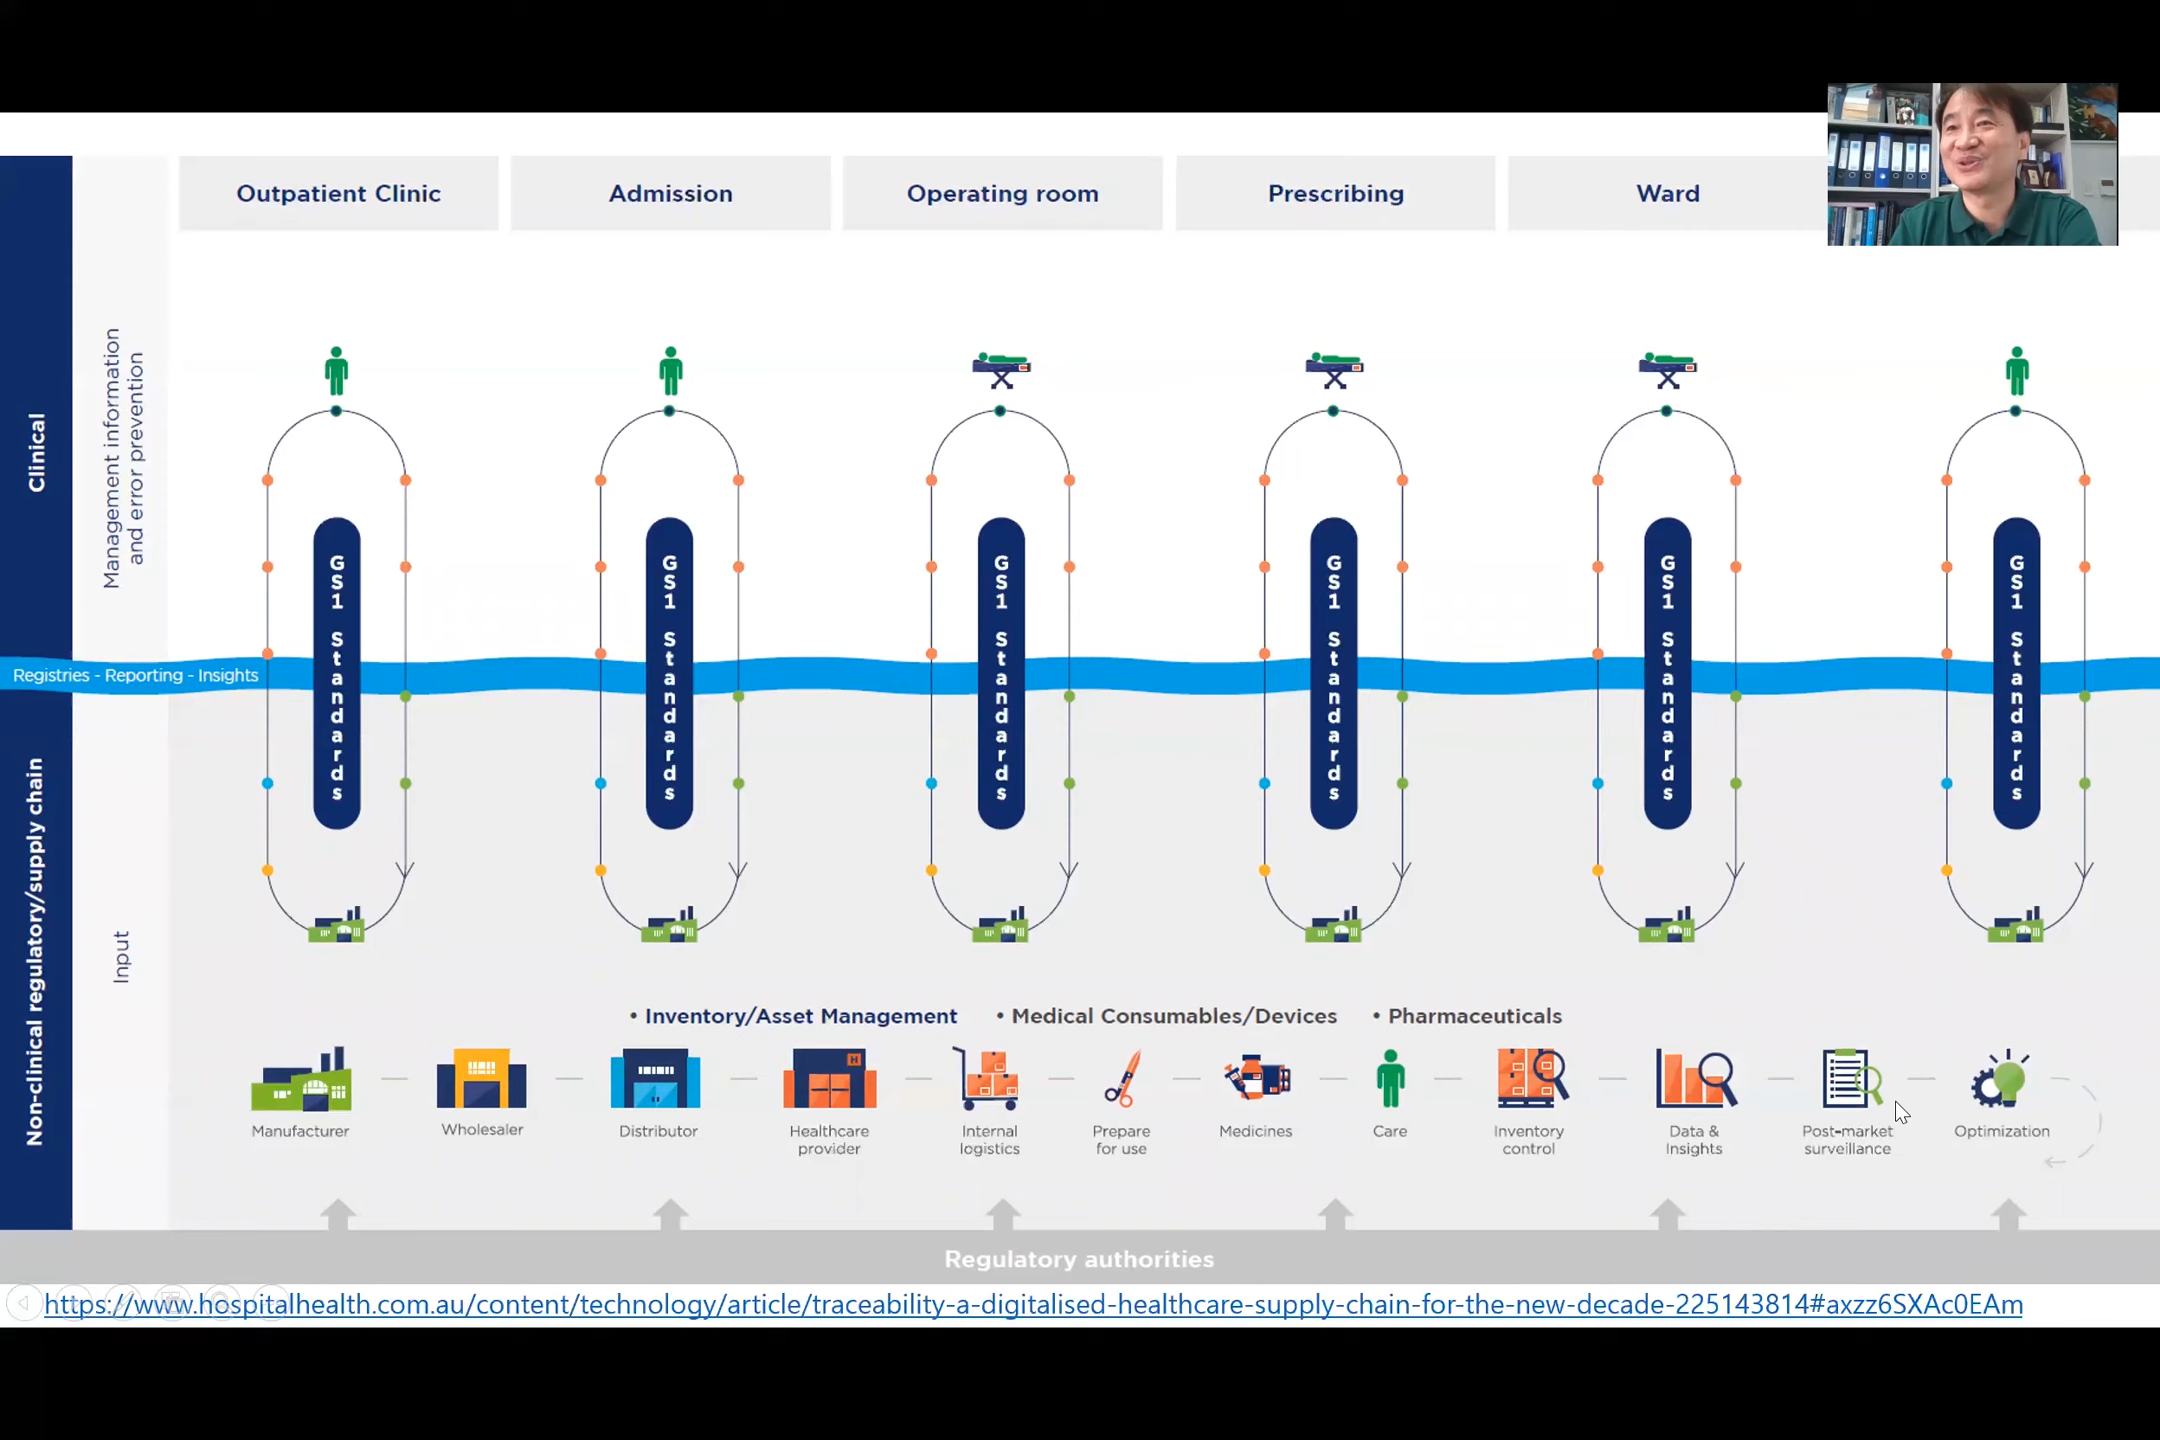 Outpatient Clinic
Admission
Operating room
Prescribing
Ward
Clinical
Management information
and error prevention
GS1 Standards
GS1 Standards
GS1 Standards
GS1 Standards
GS1 Standards
GS1 Standards
Registries - Reporting - Insights
Non-clinical regulatory/supply chain
Input
• Inventory/Asset Management • Medical Consumables/Devices • Pharmaceuticals
H
Manufacturer
Wholesaler
Distributor
Healthcare
provider
Internal
logistics
Prepare
for use
Medicines
Care
Inventory
control
Data &
Insights
Post-market
surveillance
Optimization
Regulatory authorities
https://www.hospitalhealth.com.au/content/technology/article/traceability-a-digitalised-healthcare-supply-chain-for-the-new-decade-225143814#axzz6SXAc0EAm